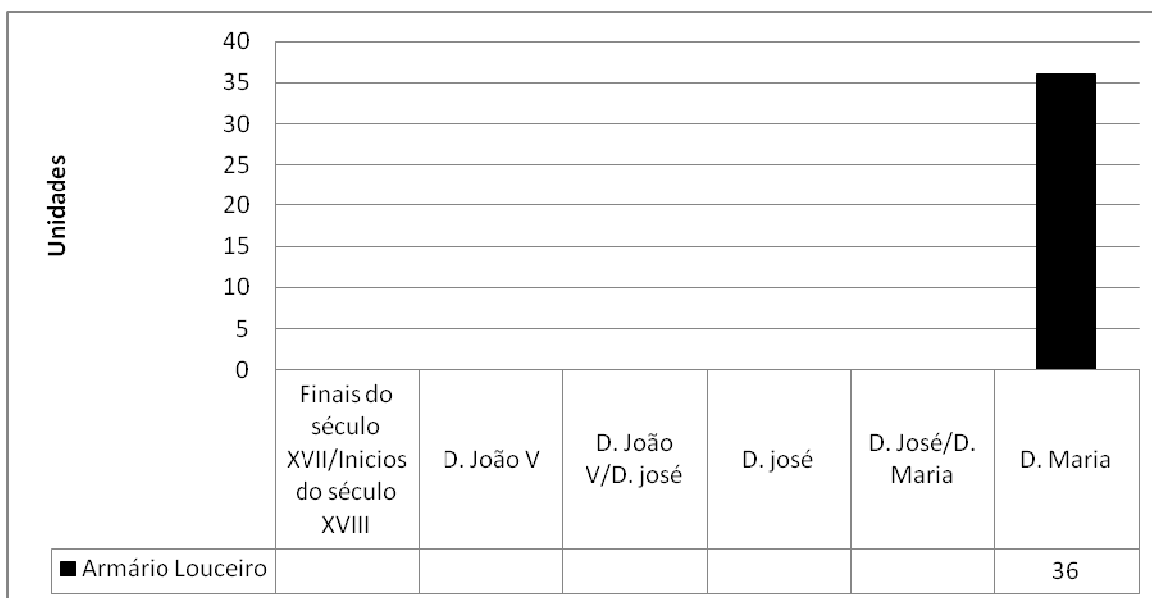 40
35
30
25
20
15
10
5
0
Unidades
Finais do
século
XVII/Inicios
do século
XVIII
D. João V
D. João
V/D. josé
D. josé
D. José/D.
Maria
D. Maria
Armário Louceiro
36